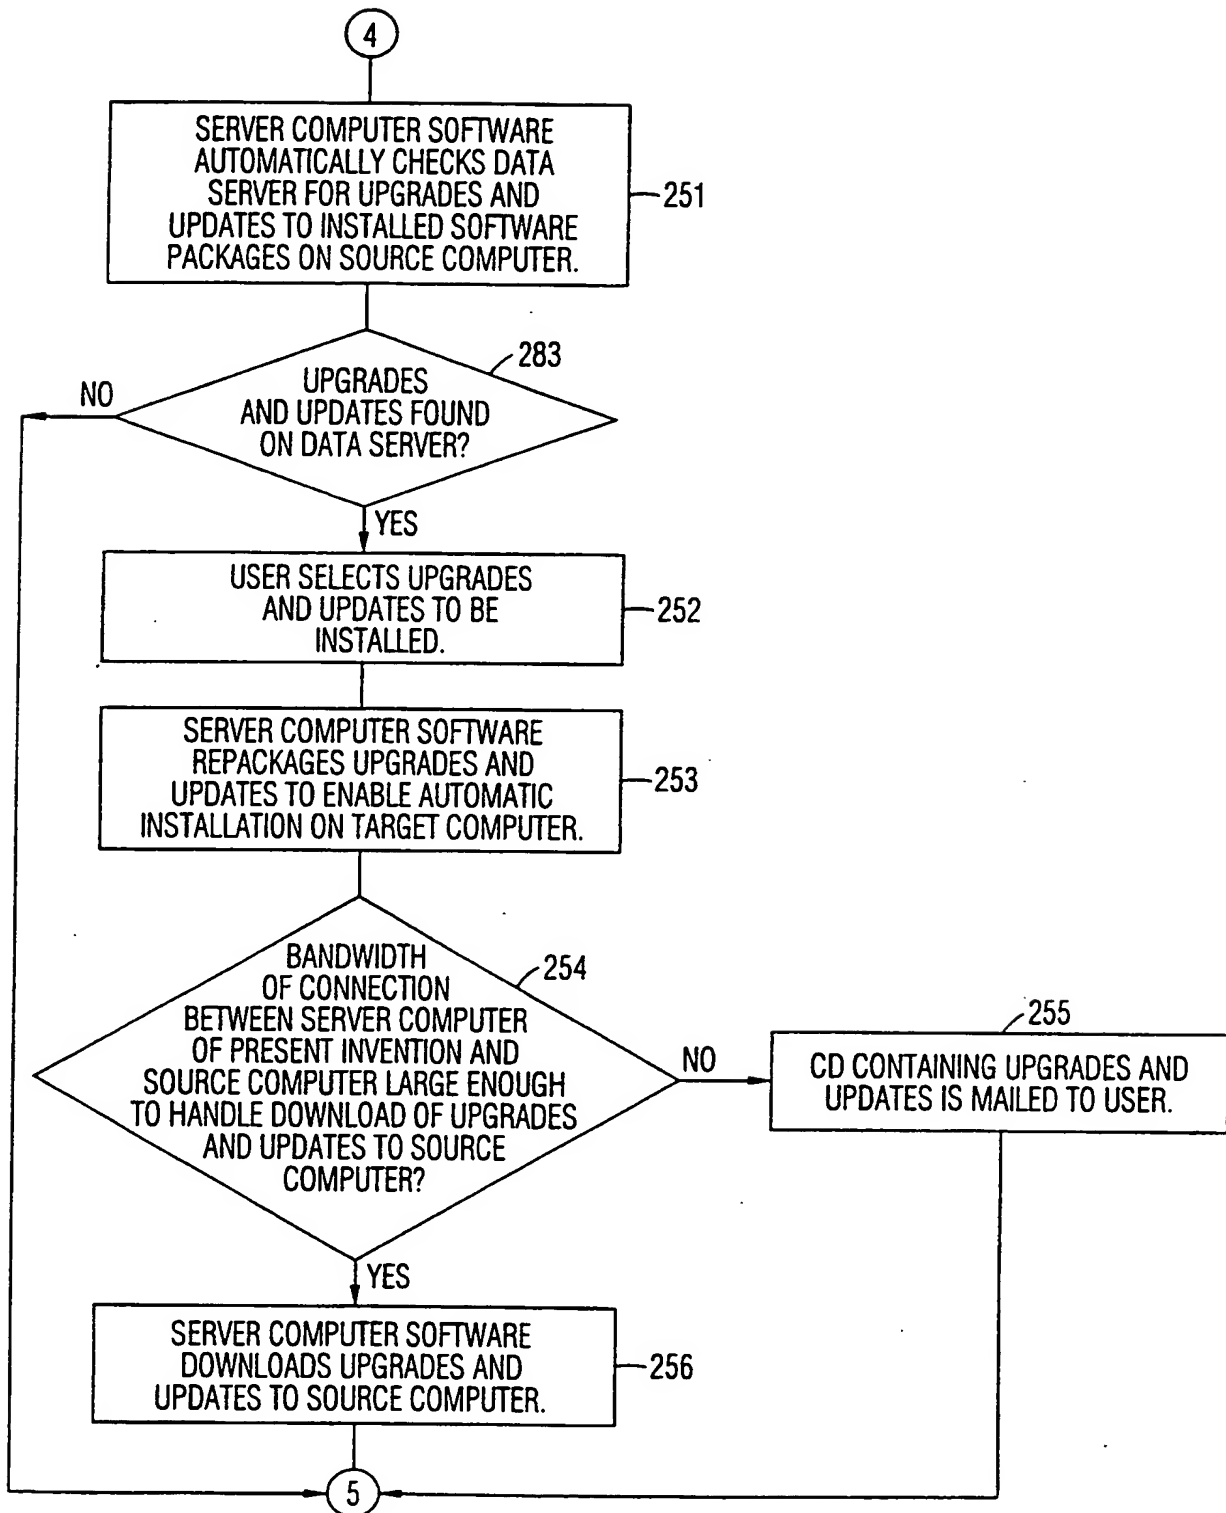 4
SERVER COMPUTER SOFTWARE
AUTOMATICALLY CHECKS DATA
SERVER FOR UPGRADES AND
UPDATES TO INSTALLED SOFTWARE
PACKAGES ON SOURCE COMPUTER.
251
283
NO
UPGRADES
AND UPDATES FOUND
ON DATA SERVER?
YES
USER SELECTS UPGRADES
AND UPDATES TO BE
INSTALLED.
252
SERVER COMPUTER SOFTWARE
REPACKAGES UPGRADES AND
UPDATES TO ENABLE AUTOMATIC
INSTALLATION ON TARGET COMPUTER.
253
BANDWIDTH
OF CONNECTION
BETWEEN SERVER COMPUTER
OF PRESENT INVENTION AND
SOURCE COMPUTER LARGE ENOUGH
TO HANDLE DOWNLOAD OF UPGRADES
AND UPDATES TO SOURCE
COMPUTER?
254
NO
255
CD CONTAINING UPGRADES AND
UPDATES IS MAILED TO USER.
YES
SERVER COMPUTER SOFTWARE
DOWNLOADS UPGRADES AND
UPDATES TO SOURCE COMPUTER.
256
5